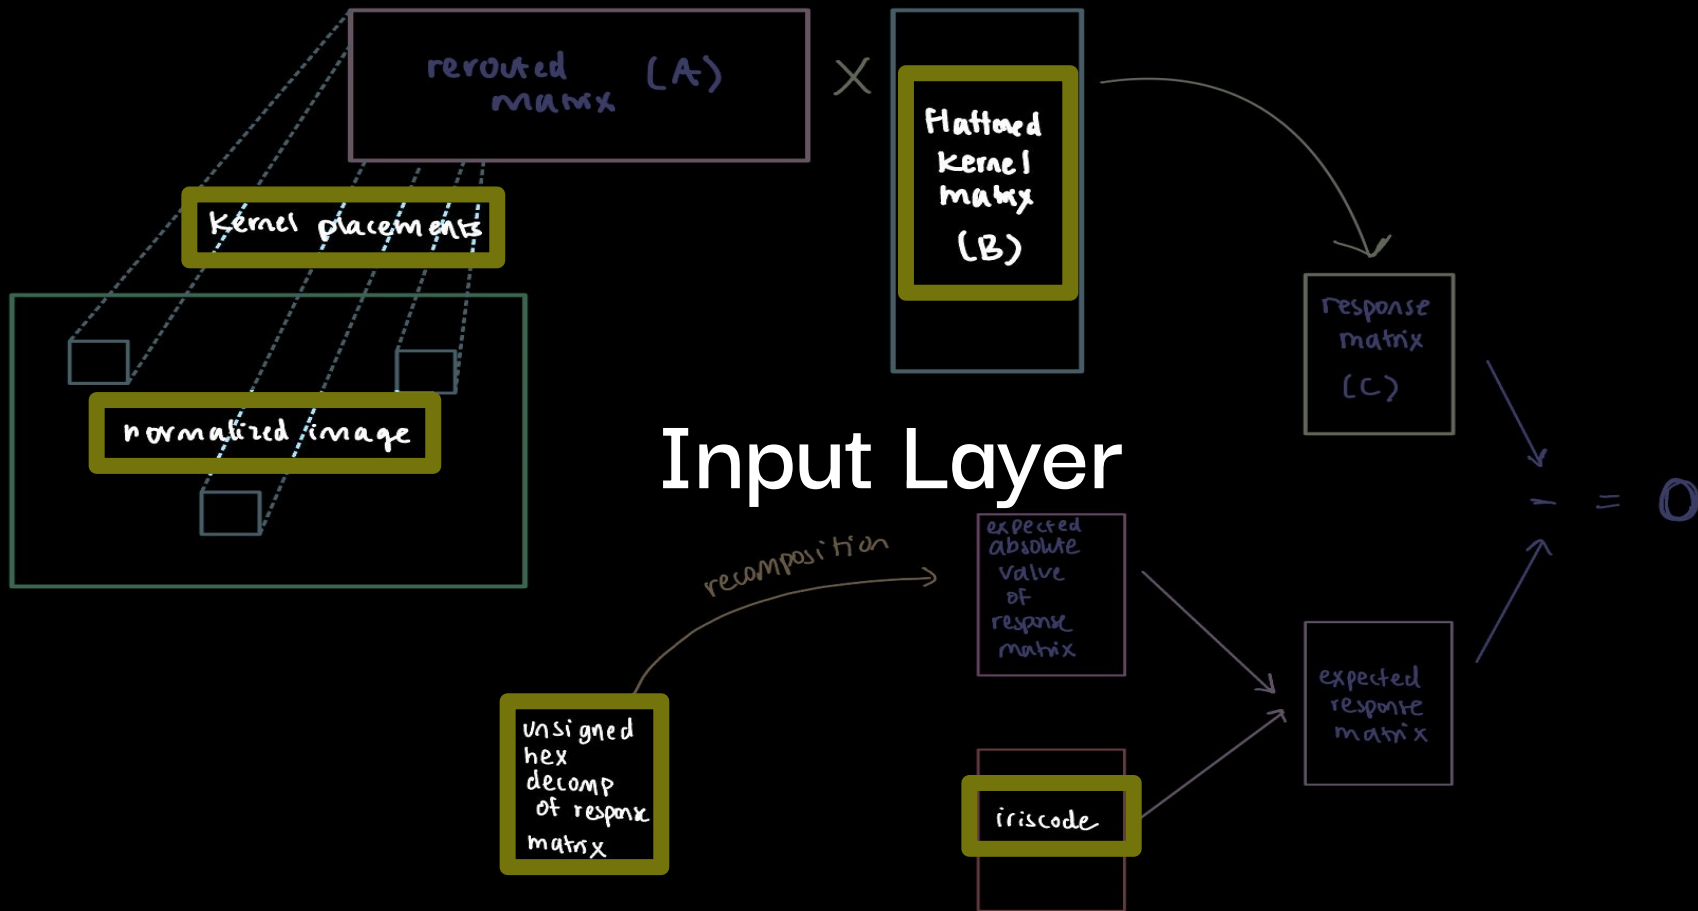 rerouted
matrix
(A)
X
Flattened
Kernel
matrix
(B)
Kernel placements
normalized image
response
matrix
(C)
Input Layer
- = 0
recomposition
expected
absolute
value
of
response
matrix
unsigned
hex
decomp
of response
matrix
iriscode
expected
response
matrix